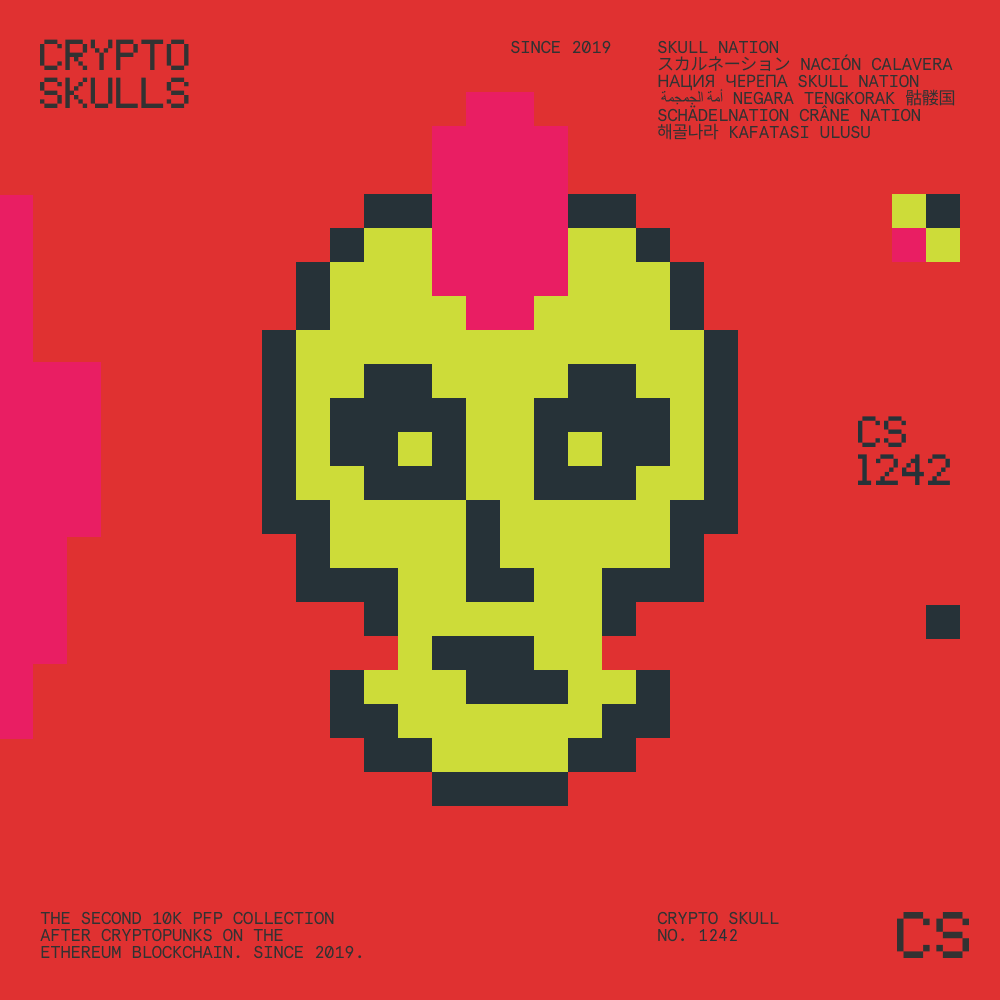 CRYPTO
SKULLS
SINCE 2019
SKULL NATION
スカルネーション NACIÓN CALAVERA
НАЦИЯ ЧЕРЕПА SKULL NATION
أمة الجمجمة NEGARA TENGKORAK 骷髅国
SCHÄDELNATION CRÂNE NATION
해골나라 KAFATASI ULUSU
CS
1242
THE SECOND 10K PFP COLLECTION
AFTER CRYPTOPUNKS ON THE
ETHEREUM BLOCKCHAIN. SINCE 2019.
CRYPTO SKULL
NO. 1242
CS